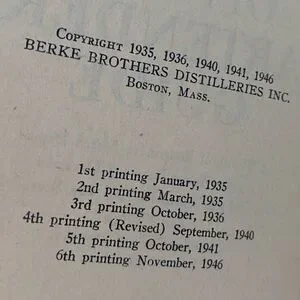 COPYRIGHT 1935, 1936, 1940, 1941, 1946
BERKE BROTHERS DISTILLERIES INC.
BOSTON, MASS.
1st printing January, 1935
2nd printing March, 1935
3rd printing October, 1936
4th printing (Revised) September, 1940
5th printing October, 1941
6th printing November, 1946